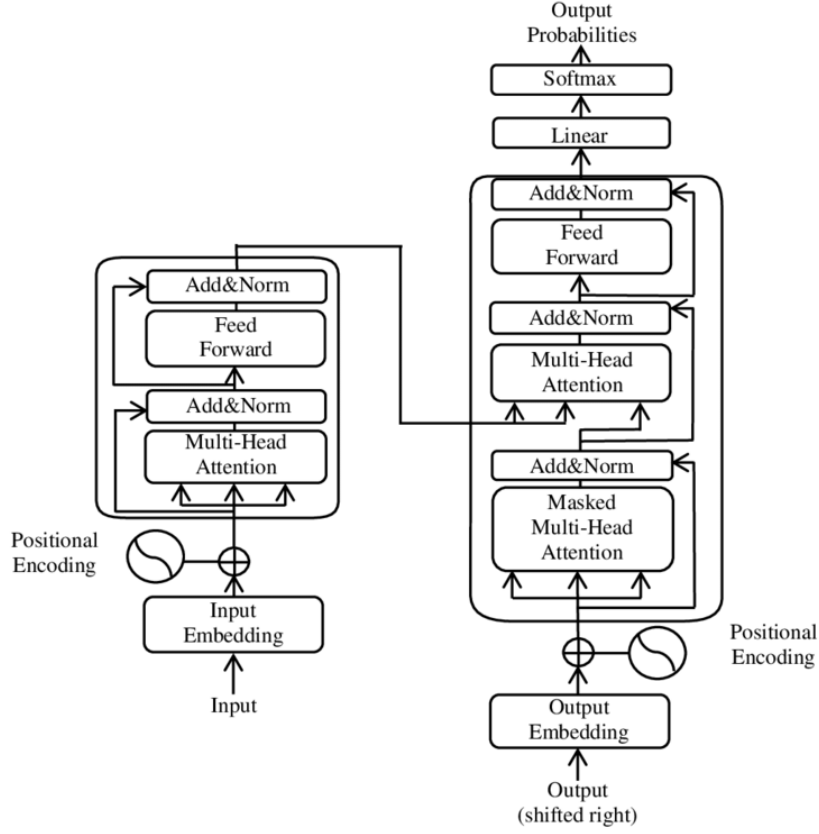 Output
Probabilities
Softmax
Linear
Add&Norm
Feed
Forward
Add&Norm
Multi-Head
Attention
Add&Norm
Masked
Multi-Head
Attention
Positional
Encoding
Output
Embedding
Output
(shifted right)
Add&Norm
Feed
Forward
Add&Norm
Multi-Head
Attention
Positional
Encoding
Input
Embedding
Input